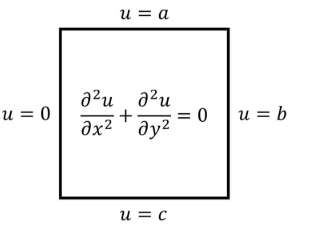 u = a
u = 0
∂²u/∂x² + ∂²u/∂y² = 0
u = b
u = c